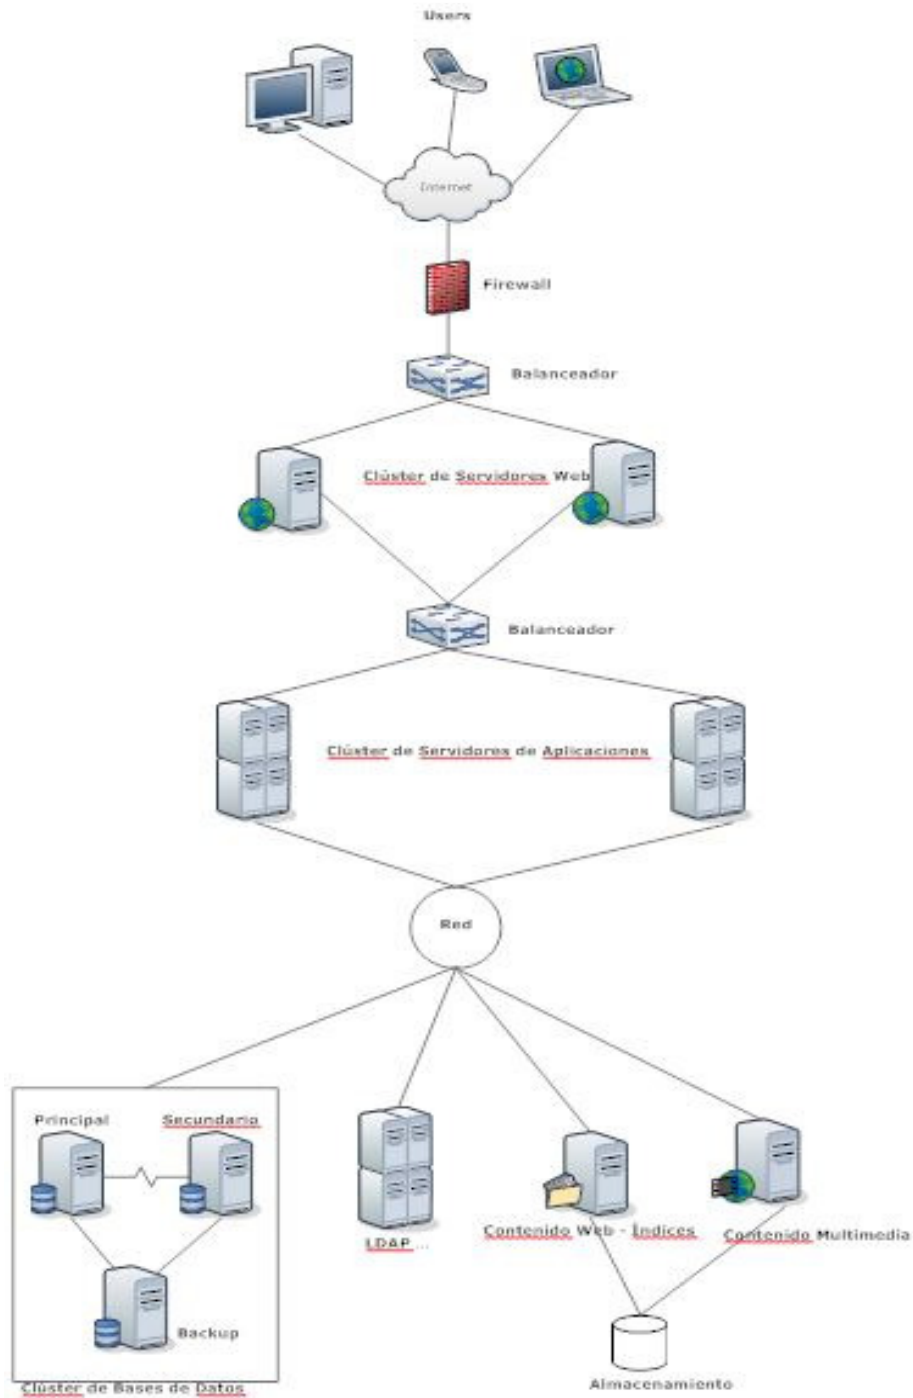 Users
Internet
Firewall
Balanceador
Clúster de Servidores Web
Balanceador
Clúster de Servidores de Aplicaciones
Red
Principal
Secundario
LDAP ...
Contenido Web - Índices
Contenido Multimedia
Backup
Clúster de Bases de Datos
Almacenamiento